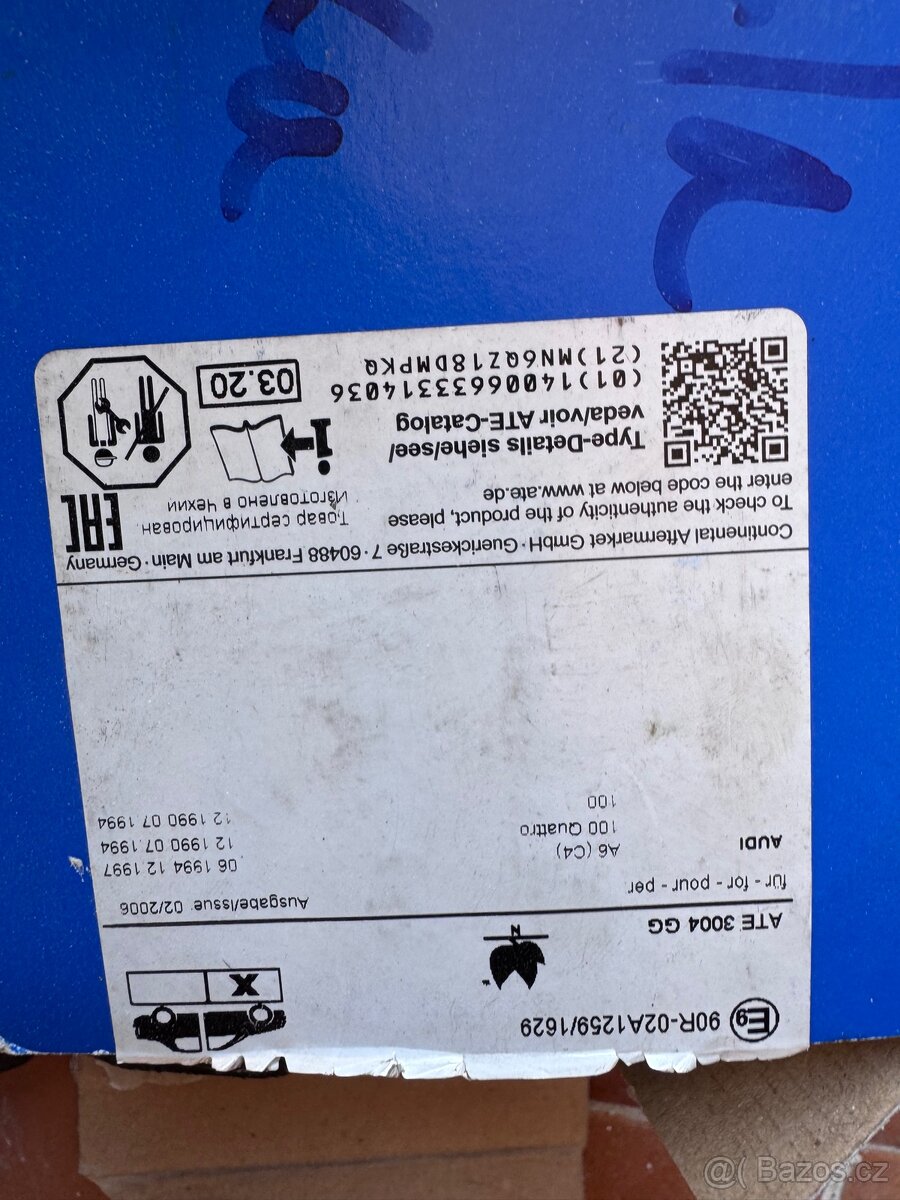 E9 90R-02A1259/1629
X
N
ATE 3004 GG
für - for - pour - per Ausgabe/Issue: 02/2006
AUDI A6 (C4) 06 1994 12 1997
100 Quattro 12 1990 07 1994
100 12 1990 07 1994
Continental Aftermarket GmbH · Guerickestraße 7 · 60488 Frankfurt am Main · Germany
To check the authenticity of the product, please
enter the code below at www.ate.de
Товар сертифицирован.
Изготовлено в Чехии
EAC
Type-Details siehe/see/
veda/voir ATE-Catalog
i
(01)14006633314036
(21)MN6QZ18DMPKQ
03.20
@( Bazos.cz